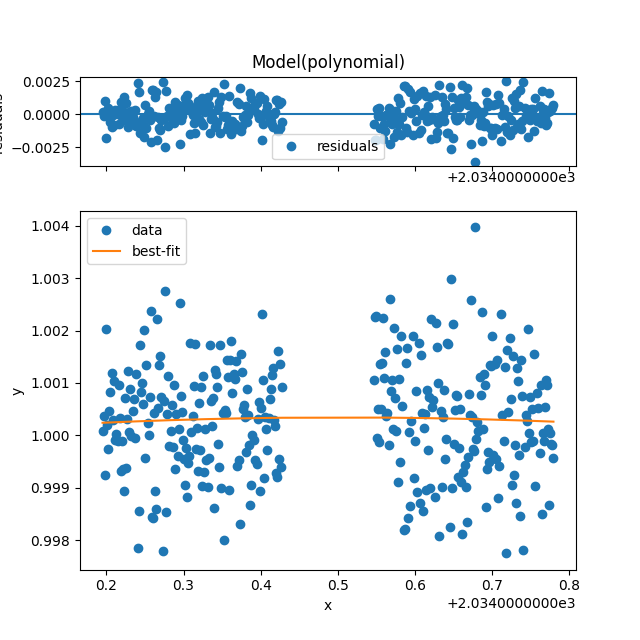 Model(polynomial)
0.0025
0.0000
−0.0025
residuals
+2.0340000000e3
1.004
1.003
1.002
1.001
1.000
0.999
0.998
y
data
best-fit
0.2
0.3
0.4
0.5
0.6
0.7
0.8
x
+2.0340000000e3